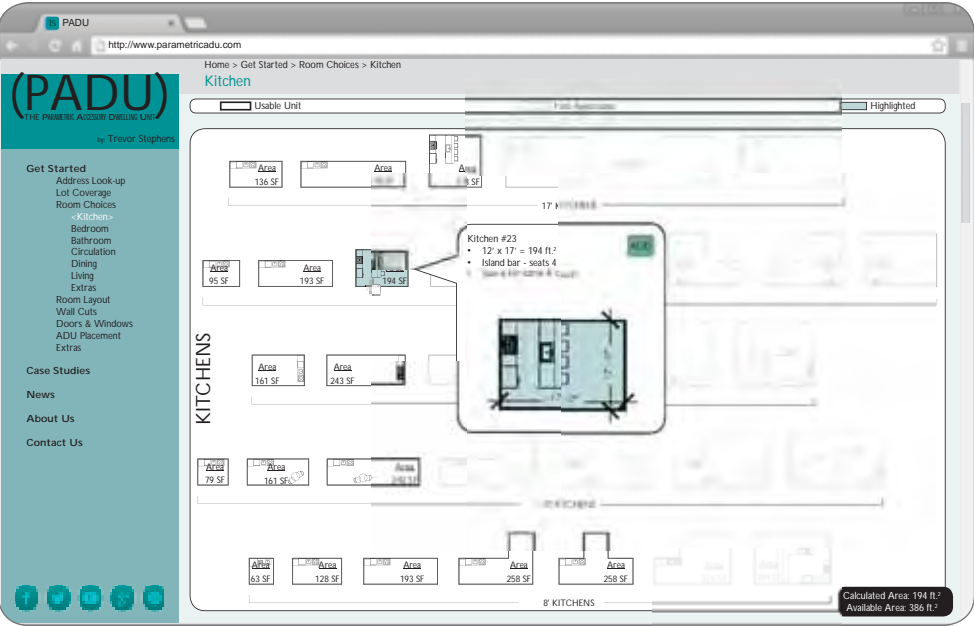 PADU
http://www.parametricadu.com
Home > Get Started > Room Choices > Kitchen
Kitchen
(PADU)
THE PARAMETRIC ACCESSORY DWELLING UNIT
by: Trevor Stephens
Usable Unit
Highlighted
Get Started
Address Look-up
Lot Coverage
Room Choices
<Kitchen>
Bedroom
Bathroom
Circulation
Dining
Living
Extras
Room Layout
Wall Cuts
Doors & Windows
ADU Placement
Extras
Case Studies
News
About Us
Contact Us
KITCHENS
Area
136 SF
Area
Area
SF
17' KITCHENS
Area
95 SF
Area
193 SF
194 SF
Kitchen #23
• 12' x 17' = 194 ft.²
• Island bar - seats 4
ADD
Area
161 SF
Area
243 SF
Area
79 SF
Area
161 SF
Area
KITCHENS
Area
63 SF
Area
128 SF
Area
193 SF
Area
258 SF
Area
258 SF
8' KITCHENS
Calculated Area: 194 ft.²
Available Area: 386 ft.²